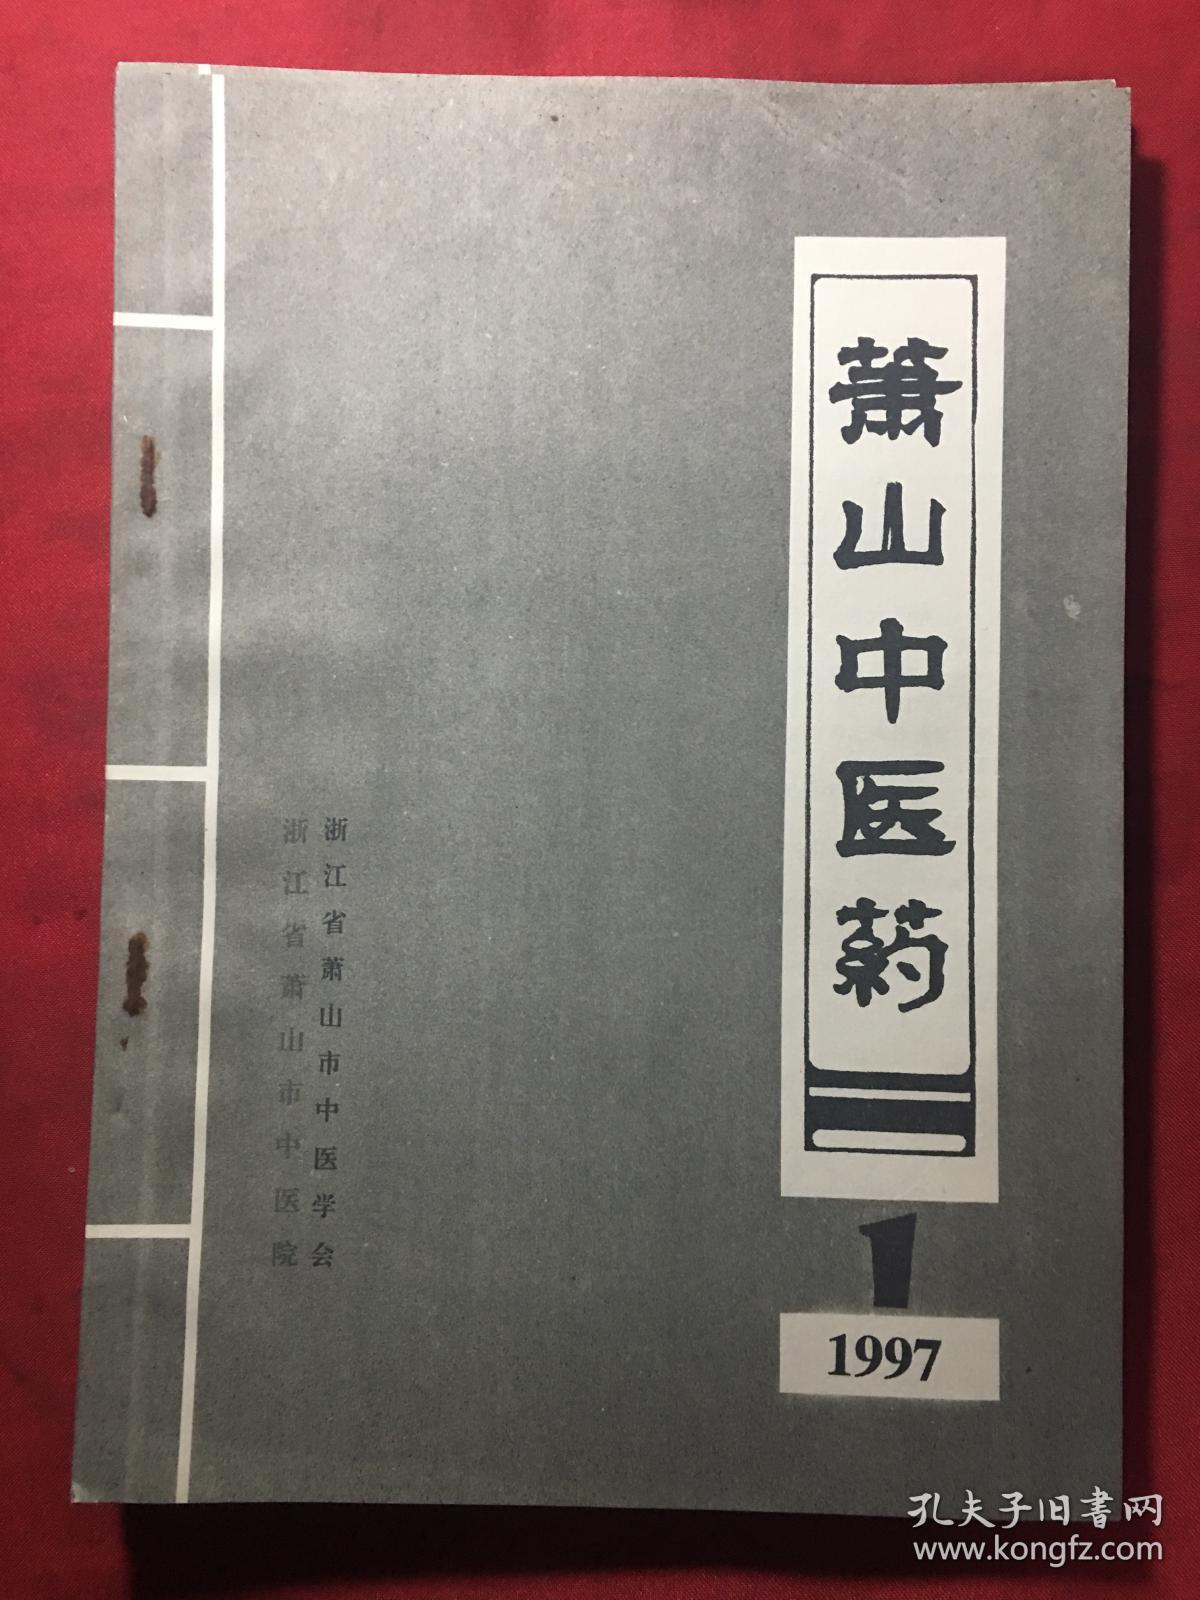 萧山中医药
1
1997
浙江省萧山市中医学会
浙江省萧山市中医院
孔夫子旧書网
www.kongfz.com